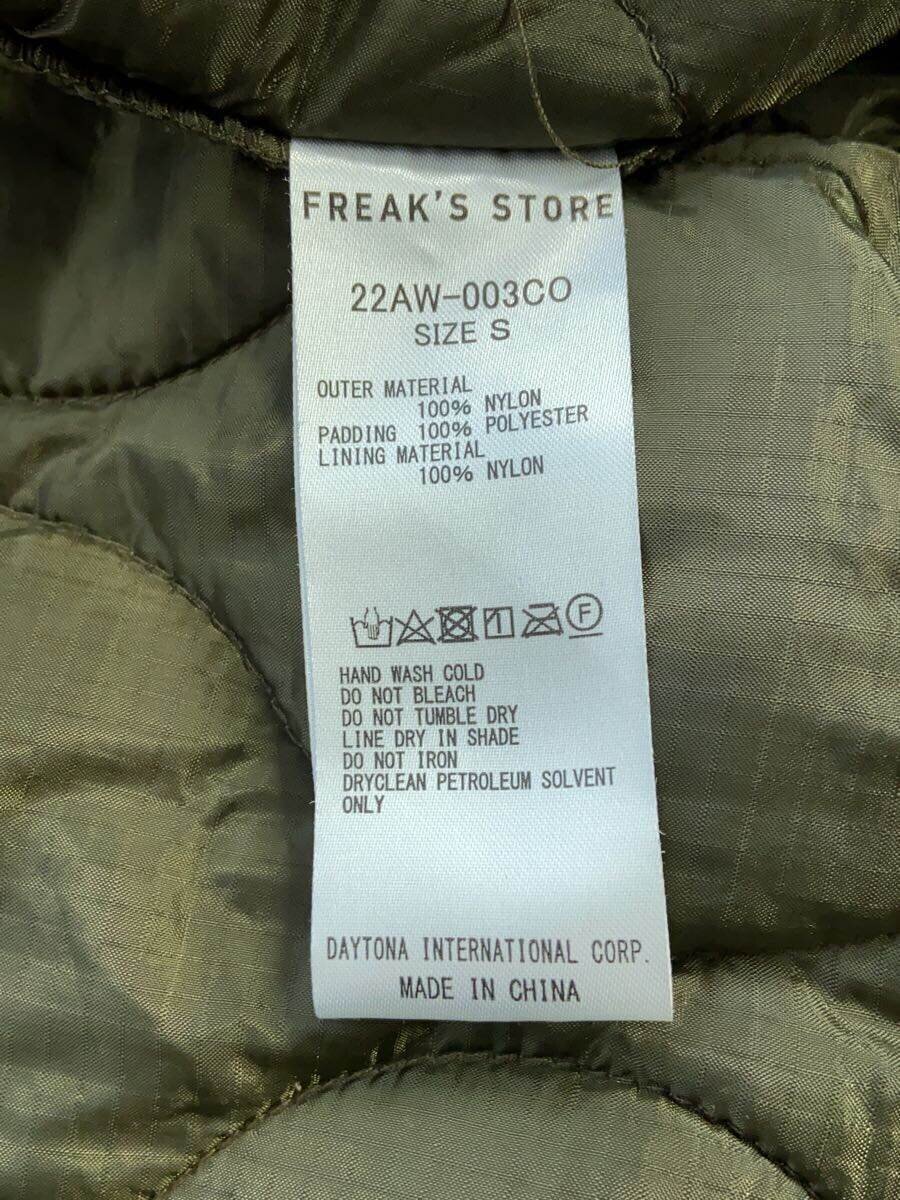 FREAK'S STORE
22AW-003CO
SIZE S
OUTER MATERIAL
100% NYLON
PADDING 100% POLYESTER
LINING MATERIAL
100% NYLON
F
HAND WASH COLD
DO NOT BLEACH
DO NOT TUMBLE DRY
LINE DRY IN SHADE
DO NOT IRON
DRYCLEAN PETROLEUM SOLVENT
ONLY
DAYTONA INTERNATIONAL CORP.
MADE IN CHINA